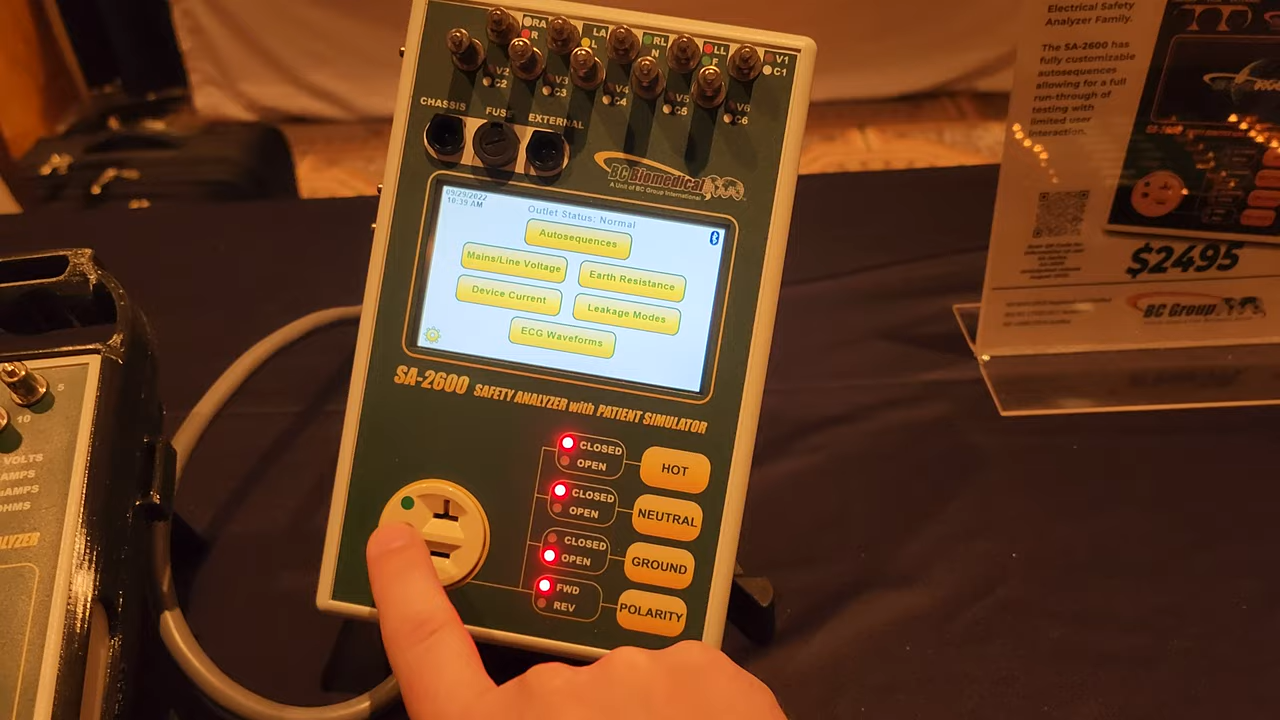 RA
R
LA
L
RL
N
LL
F
V1
C1
V2
C2
V3
C3
V4
C4
V5
C5
V6
C6
CHASSIS
FUSE
EXTERNAL
BC Biomedical
A Unit of BC Group International
09/29/2022
10:39 AM
Outlet Status: Normal
Autosequences
Mains/Line Voltage
Earth Resistance
Device Current
Leakage Modes
ECG Waveforms
SA-2600 SAFETY ANALYZER with PATIENT SIMULATOR
CLOSED
OPEN
HOT
CLOSED
OPEN
NEUTRAL
CLOSED
OPEN
GROUND
FWD
REV
POLARITY
5
10
VOLTS
AMPS
OHMS
LYZER
Electrical Safety
Analyzer Family.
The SA-2600 has
fully customizable
autosequences
allowing for a full
run-through of
testing with
limited user
interaction.
$2495
BC Group